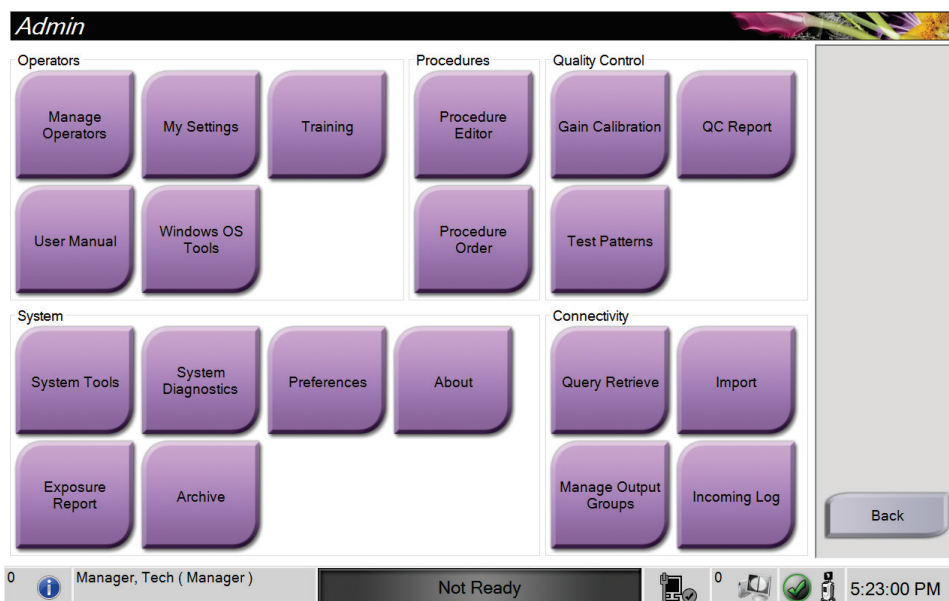 Admin
Operators
Manage
Operators
My Settings
Training
User Manual
Windows OS
Tools
Procedures
Procedure
Editor
Procedure
Order
Quality Control
Gain Calibration
QC Report
Test Patterns
System
System Tools
System
Diagnostics
Preferences
About
Exposure
Report
Archive
Connectivity
Query Retrieve
Import
Manage Output
Groups
Incoming Log
Back
0
Manager, Tech ( Manager )
Not Ready
0
5:23:00 PM